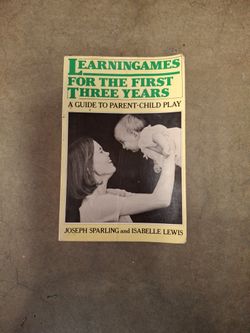 LEARNINGAMES
FOR THE FIRST
THREE YEARS
A GUIDE TO PARENT-CHILD PLAY
JOSEPH SPARLING and ISABELLE LEWIS